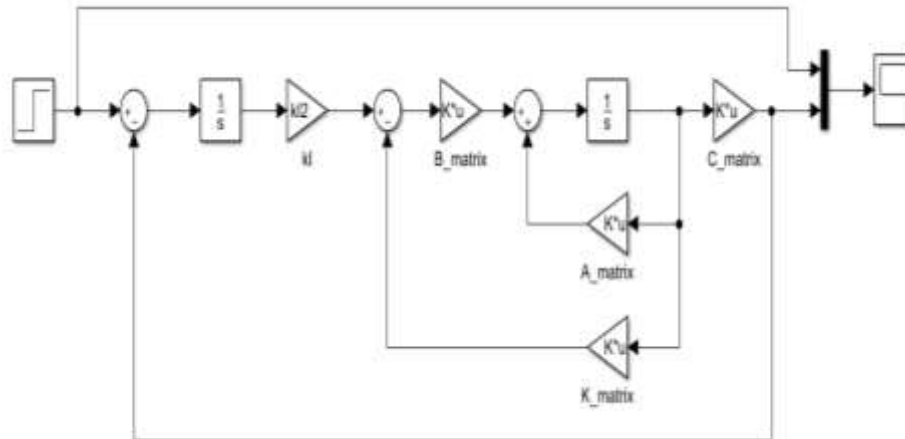 1
s
kI2
K*u
1
s
K*u
kI
B_matrix
C_matrix
K*u
A_matrix
K*u
K_matrix